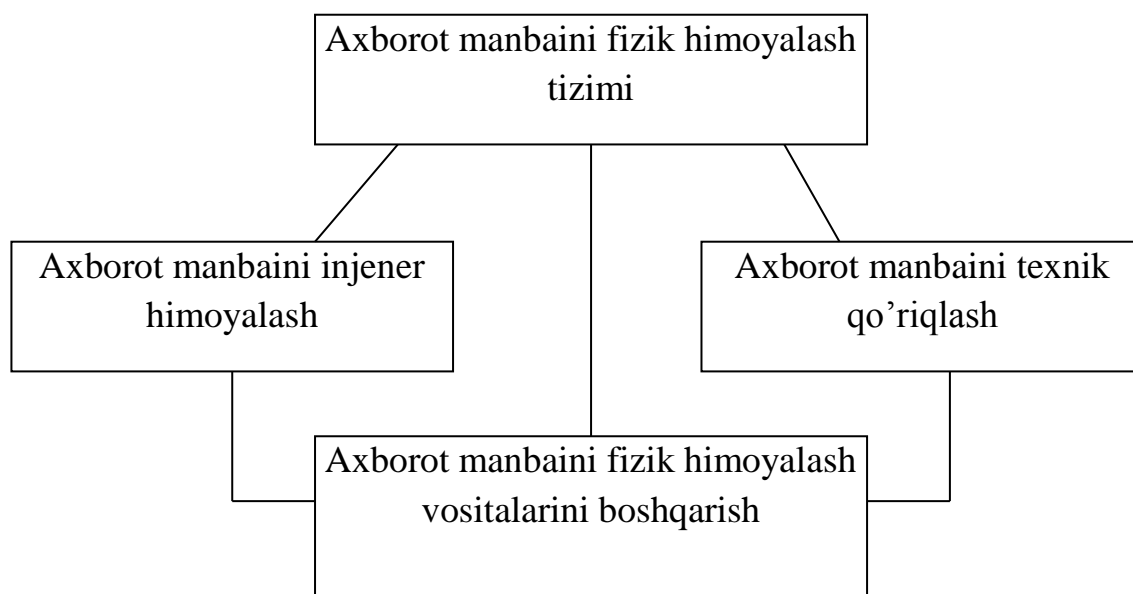 Axborot manbaini fizik himoyalash
tizimi
Axborot manbaini injener
himoyalash
Axborot manbaini texnik
qo’riqlash
Axborot manbaini fizik himoyalash
vositalarini boshqarish